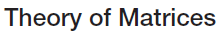 Theory of Matrices